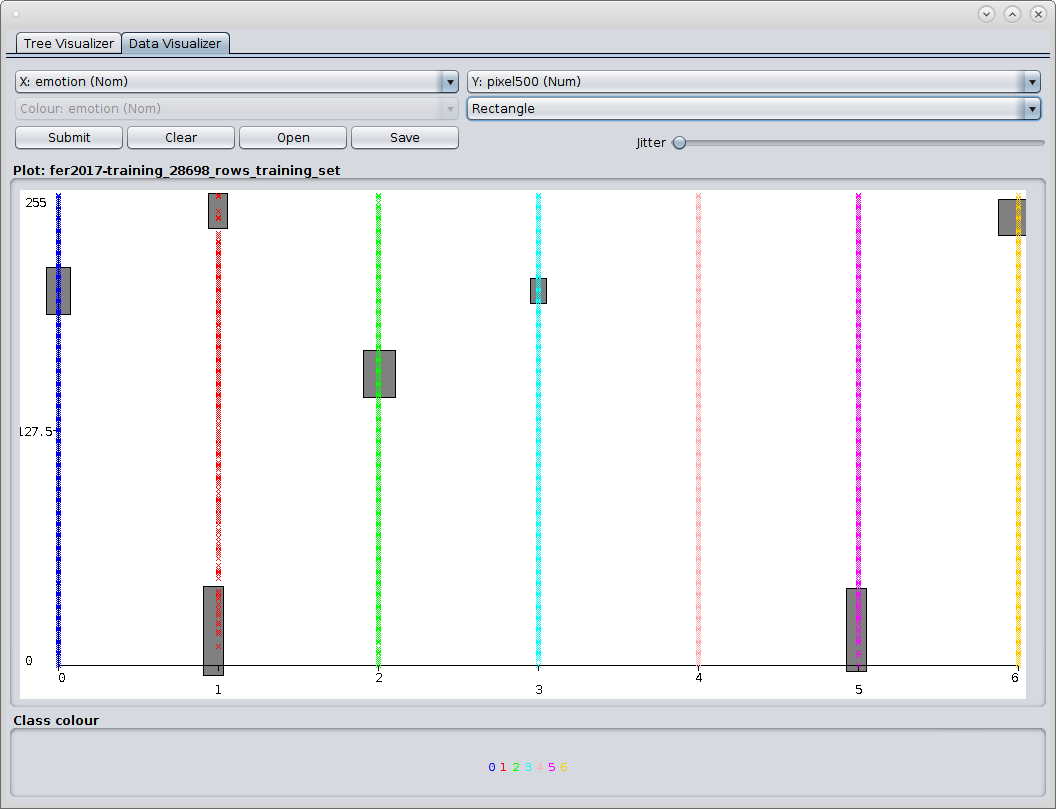 Tree Visualizer Data Visualizer
X: emotion (Nom) Y: pixel500 (Num)
Colour: emotion (Nom) Rectangle
Submit Clear Open Save Jitter
Plot: fer2017-training_28698_rows_training_set
255
127.5
0
0 1 2 3 4 5 6
Class colour
0 1 2 3 4 5 6